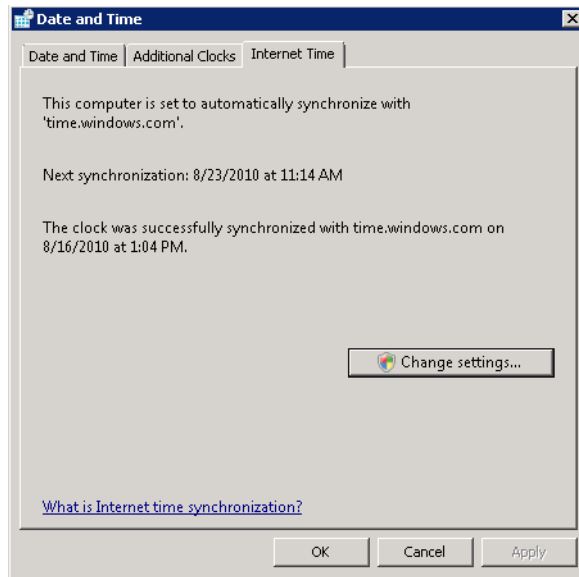 Date and Time
Date and Time Additional Clocks Internet Time
This computer is set to automatically synchronize with
'time.windows.com'.
Next synchronization: 8/23/2010 at 11:14 AM
The clock was successfully synchronized with time.windows.com on
8/16/2010 at 1:04 PM.
Change settings...
What is Internet time synchronization?
OK Cancel Apply